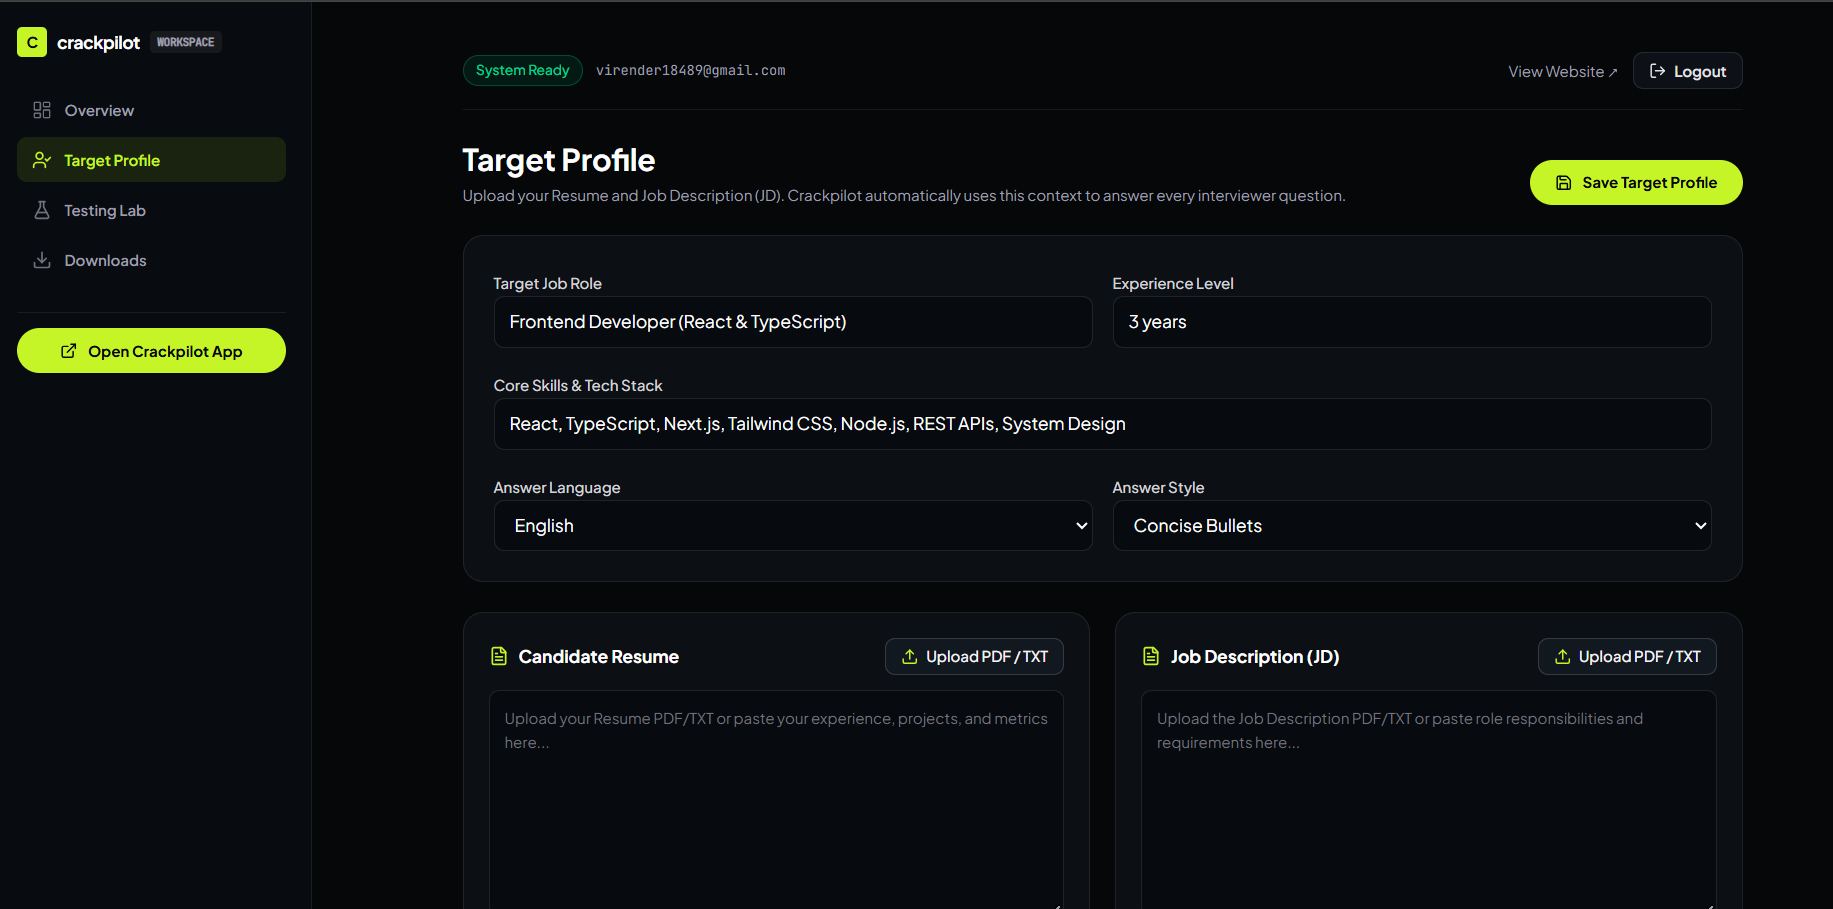 C crackpilot WORKSPACE
Overview
Target Profile
Testing Lab
Downloads
Open Crackpilot App
System Ready virender18489@gmail.com
View Website ↗ Logout
Target Profile
Upload your Resume and Job Description (JD). Crackpilot automatically uses this context to answer every interviewer question.
Save Target Profile
Target Job Role
Frontend Developer (React & TypeScript)
Experience Level
3 years
Core Skills & Tech Stack
React, TypeScript, Next.js, Tailwind CSS, Node.js, REST APIs, System Design
Answer Language
English
Answer Style
Concise Bullets
Candidate Resume
Upload PDF / TXT
Upload your Resume PDF/TXT or paste your experience, projects, and metrics
here...
Job Description (JD)
Upload PDF / TXT
Upload the Job Description PDF/TXT or paste role responsibilities and
requirements here...